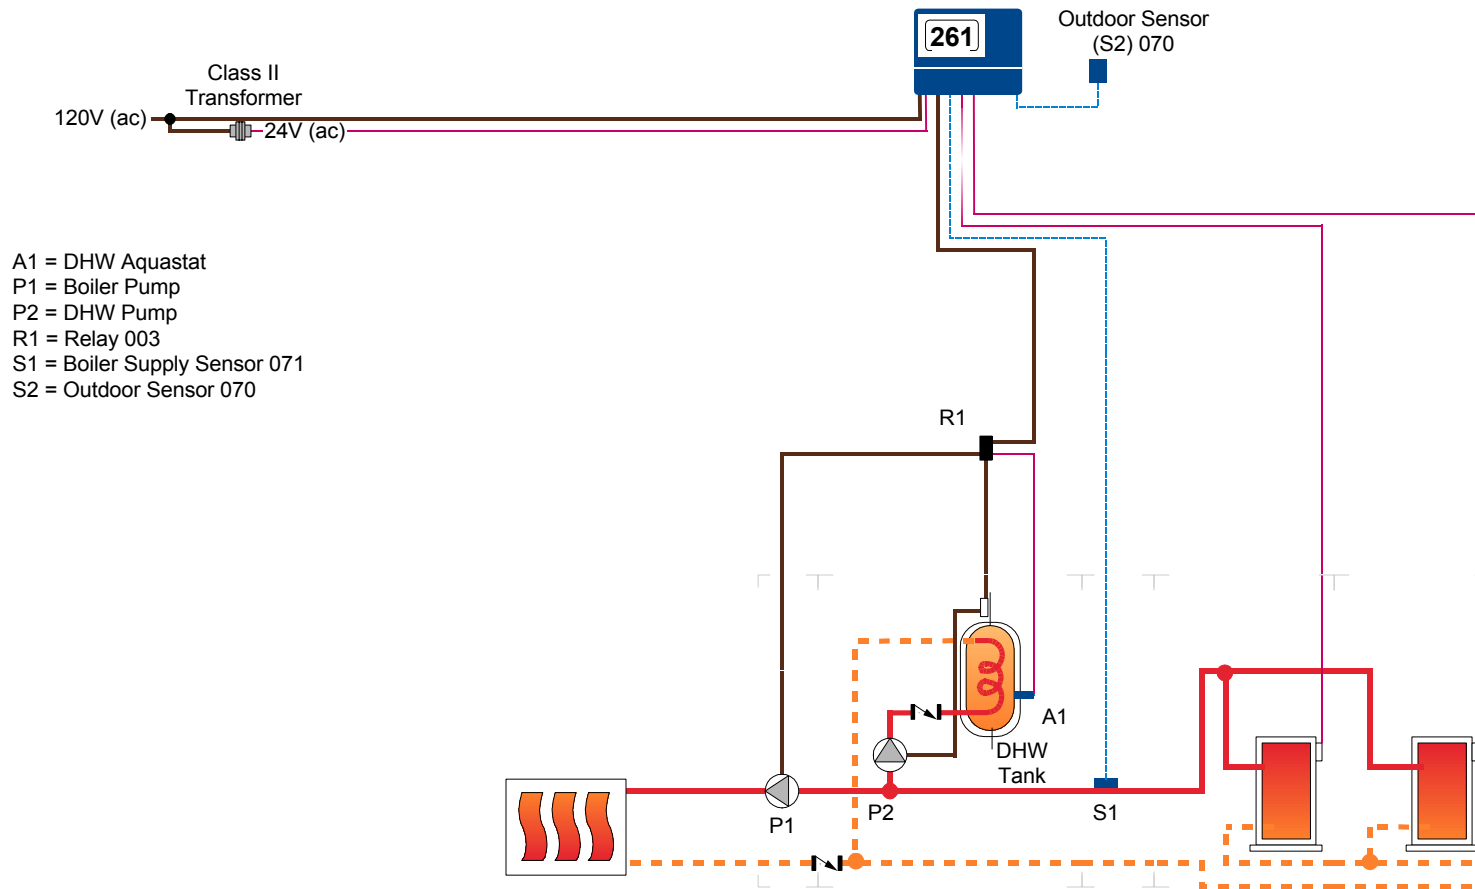 261
Outdoor Sensor
(S2) 070
Class II
Transformer
120V (ac)
24V (ac)
A1 = DHW Aquastat
P1 = Boiler Pump
P2 = DHW Pump
R1 = Relay 003
S1 = Boiler Supply Sensor 071
S2 = Outdoor Sensor 070
R1
A1
DHW
Tank
P1
P2
S1